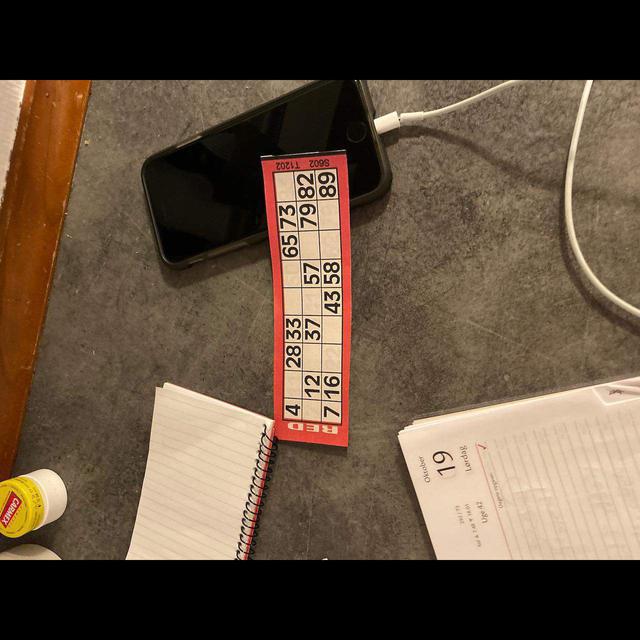 S602 T1202
4 28 33 65 73
12 37 57 79 82
7 16 43 58 89
RED
Oktober
19
Lørdag
Uge 42
CARMEX